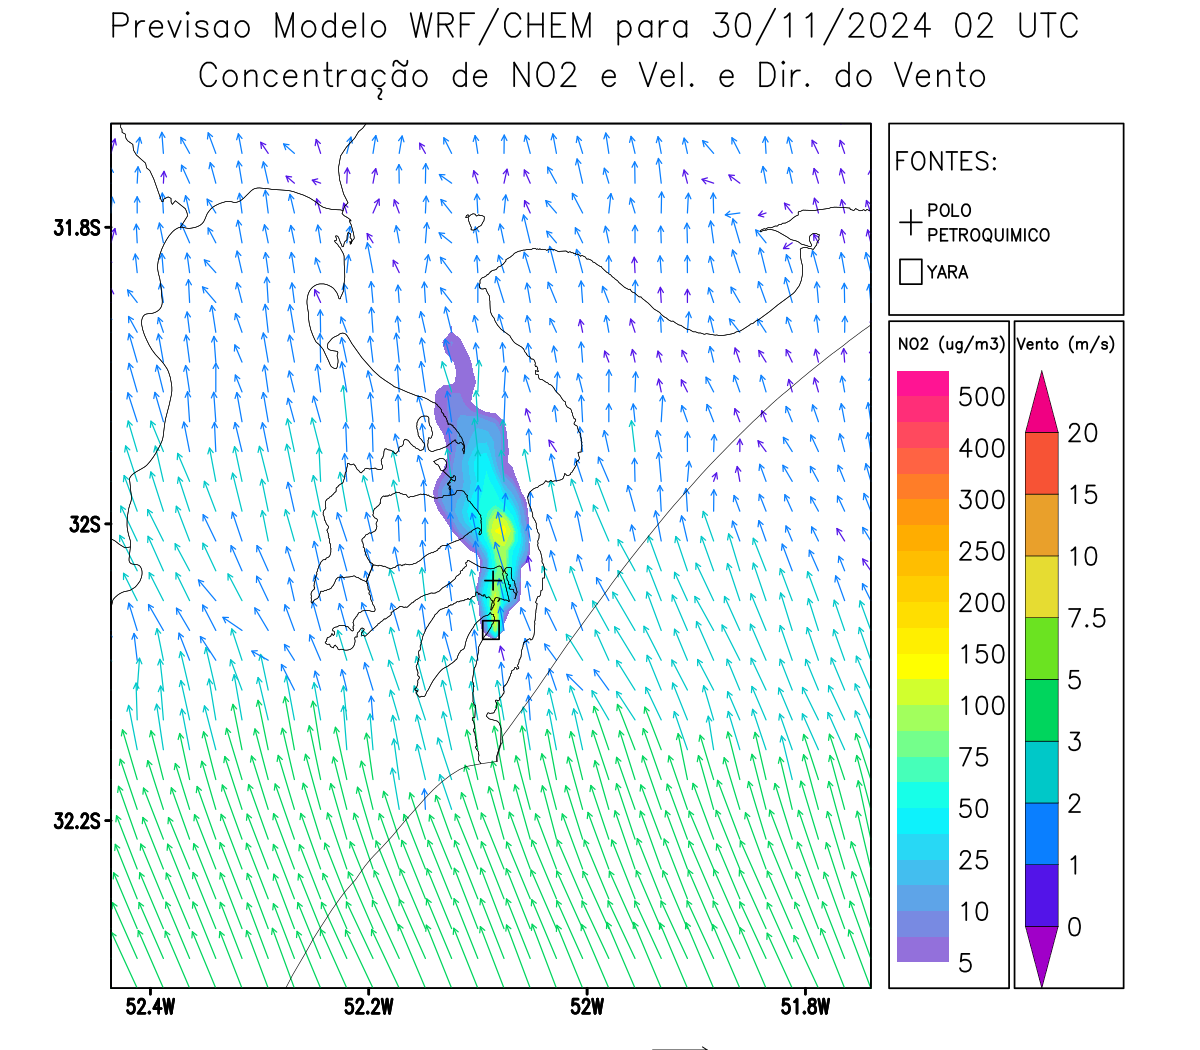 Previsao Modelo WRF/CHEM para 30/11/2024 02 UTC
Concentração de NO2 e Vel. e Dir. do Vento
FONTES:
POLO
PETROQUIMICO
YARA
31.8S
32S
32.2S
52.4W
52.2W
52W
51.8W
NO2 (ug/m3)
500
400
300
250
200
150
100
75
50
25
10
5
Vento (m/s)
20
15
10
7.5
5
3
2
1
0